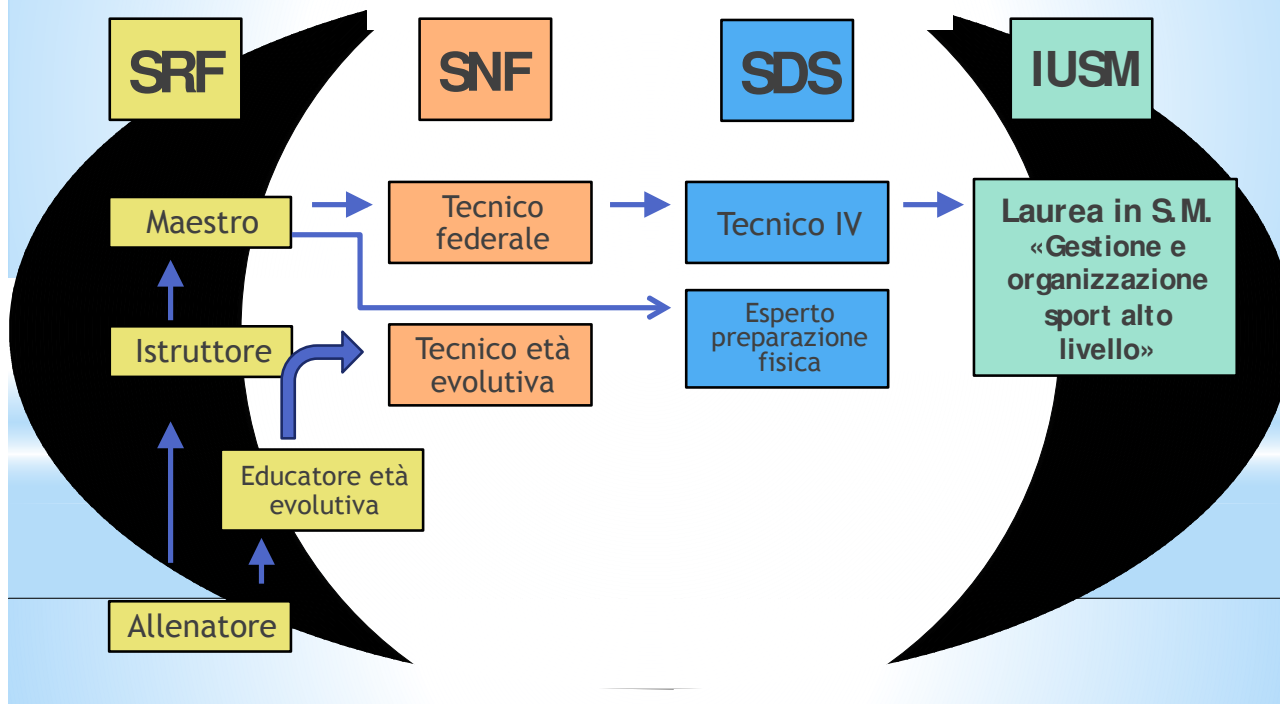 SRF
SNF
SDS
IUSM
Maestro
Tecnico
federale
Tecnico IV
Laurea in S.M.
«Gestione e
organizzazione
sport alto
livello»
Istruttore
Tecnico età
evolutiva
Esperto
preparazione
fisica
Educatore età
evolutiva
Allenatore